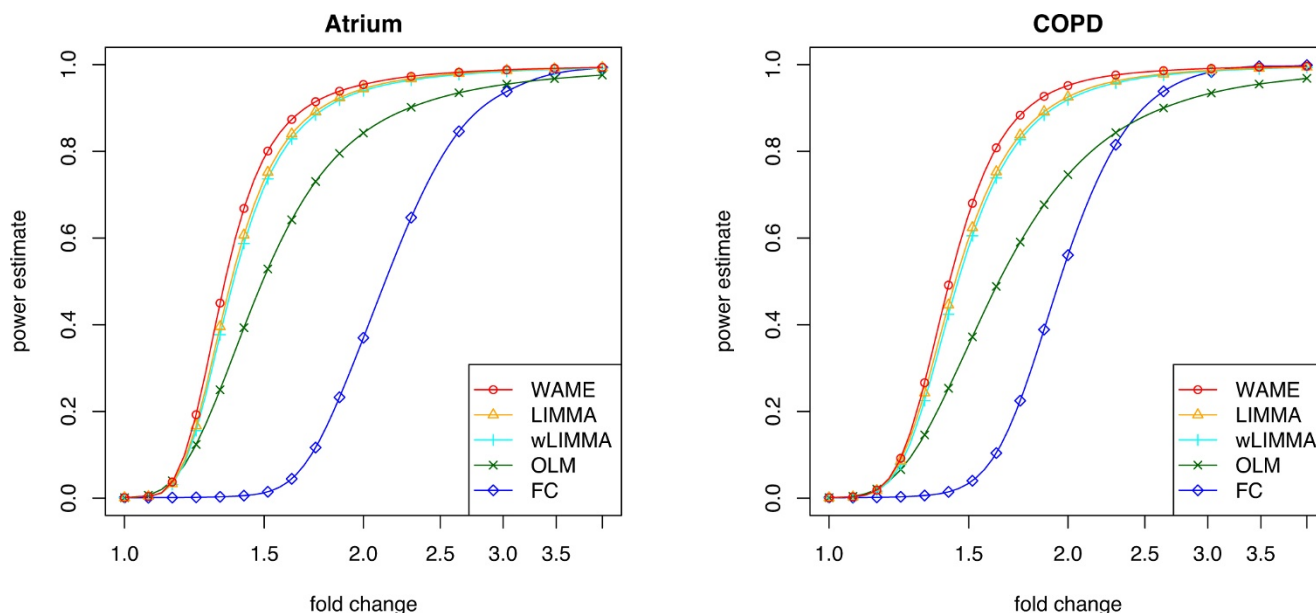 Atrium
power estimate
1.0
0.8
0.6
0.4
0.2
0.0
WAME
LIMMA
wLIMMA
OLM
FC
1.0 1.5 2.0 2.5 3.0 3.5
fold change
COPD
power estimate
1.0
0.8
0.6
0.4
0.2
0.0
WAME
LIMMA
wLIMMA
OLM
FC
1.0 1.5 2.0 2.5 3.0 3.5
fold change